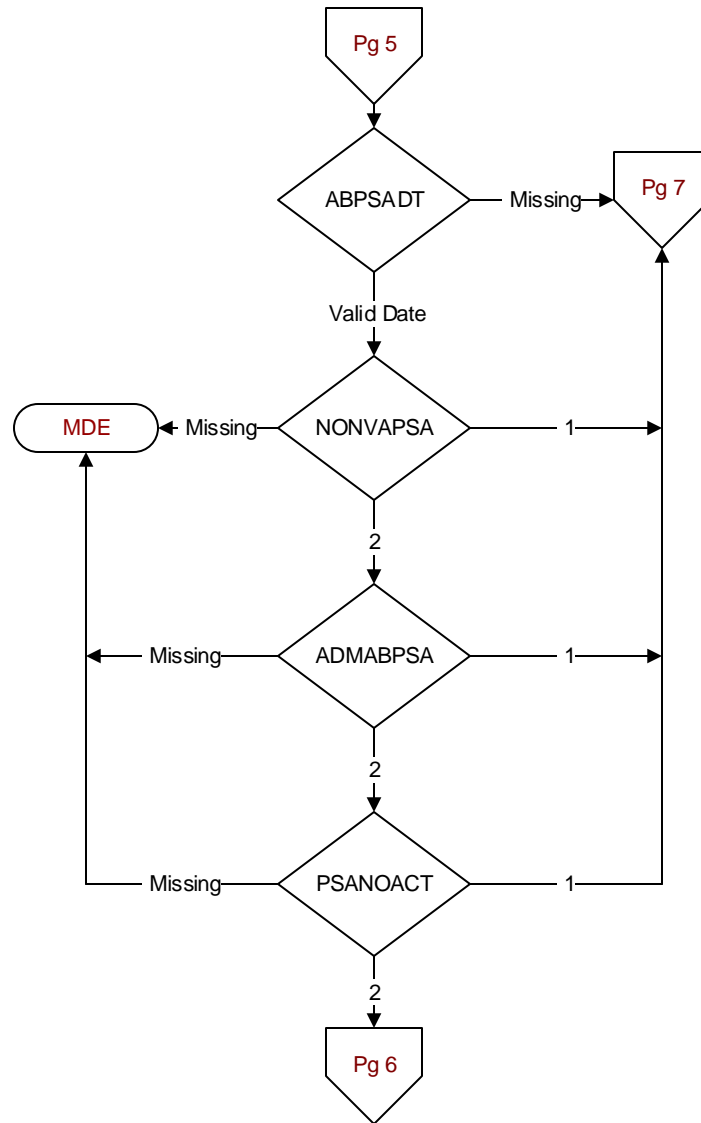 Pg 5
ABPSADT
Missing
Pg 7
Valid Date
MDE
Missing
NONVAPSA
1
2
Missing
ADMABPSA
1
2
Missing
PSANOACT
1
2
Pg 6